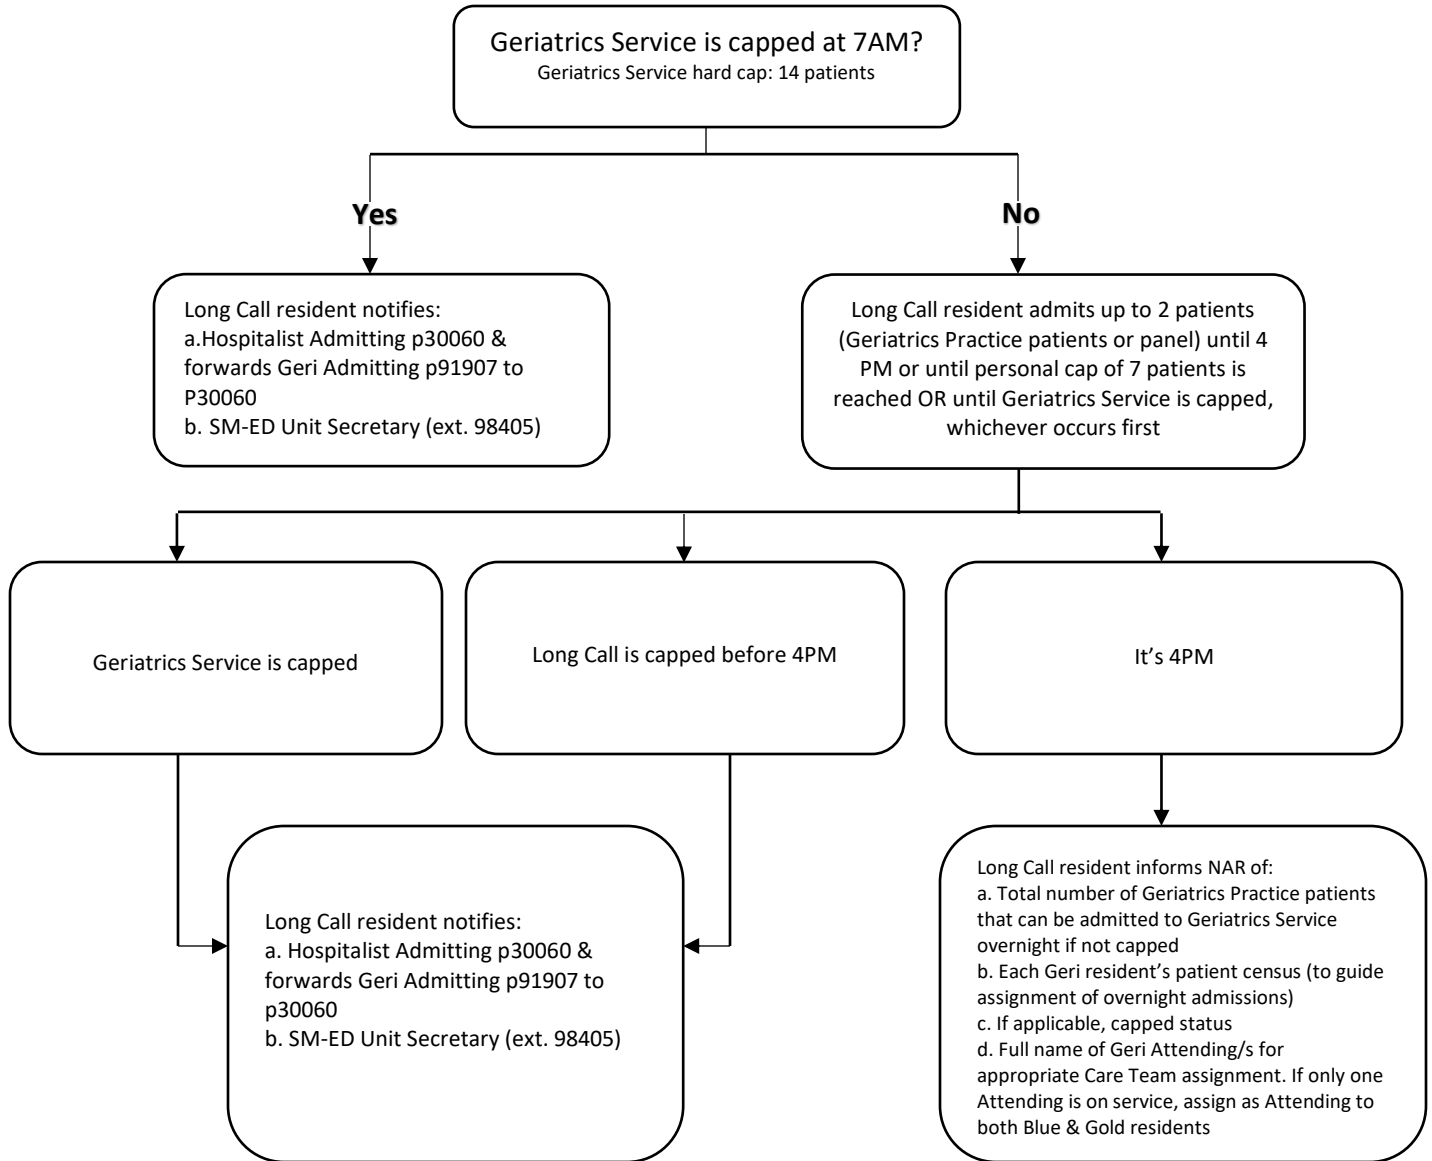 Geriatrics Service is capped at 7AM?
Geriatrics Service hard cap: 14 patients
Yes
No
Long Call resident notifies:
a.Hospitalist Admitting p30060 &
forwards Geri Admitting p91907 to
P30060
b. SM-ED Unit Secretary (ext. 98405)
Long Call resident admits up to 2 patients
(Geriatrics Practice patients or panel) until 4
PM or until personal cap of 7 patients is
reached OR until Geriatrics Service is capped,
whichever occurs first
Geriatrics Service is capped
Long Call is capped before 4PM
It’s 4PM
Long Call resident notifies:
a. Hospitalist Admitting p30060 &
forwards Geri Admitting p91907 to
p30060
b. SM-ED Unit Secretary (ext. 98405)
Long Call resident informs NAR of:
a. Total number of Geriatrics Practice patients
that can be admitted to Geriatrics Service
overnight if not capped
b. Each Geri resident’s patient census (to guide
assignment of overnight admissions)
c. If applicable, capped status
d. Full name of Geri Attending/s for
appropriate Care Team assignment. If only one
Attending is on service, assign as Attending to
both Blue & Gold residents